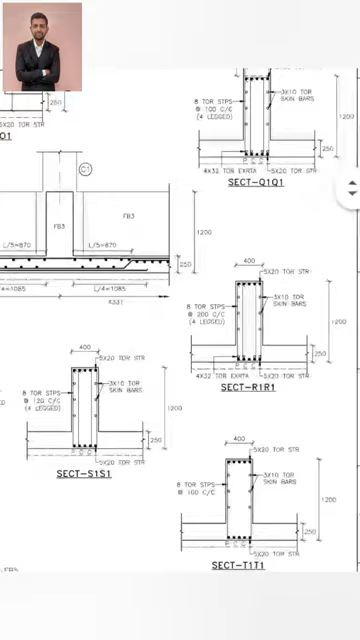 250
5X20 TOR STR
O1
C1
FB3
FB3
1200
L/5=870
L/5=870
250
L/4=1085
4331
8 TOR STPS
@ 100 C/C
(4 LEGGED)
3X10 TOR
SKIN BARS
250
4X32 TOR EXRTA
5X20 TOR STR
SECT-Q1Q1
400
5X20 TOR STR
8 TOR STPS
@ 200 C/C
(4 LEGGED)
3X10 TOR
SKIN BARS
1200
250
4X32 TOR EXRTA
5X20 TOR STR
SECT-R1R1
400
5X20 TOR STR
8 TOR STPS
@ 120 C/C
(4 LEGGED)
3X10 TOR
SKIN BARS
1200
250
5X20 TOR STR
SECT-S1S1
400
5X20 TOR STR
8 TOR STPS
@ 100 C/C
3X10 TOR
SKIN BARS
1200
250
5X20 TOR STR
SECT-T1T1